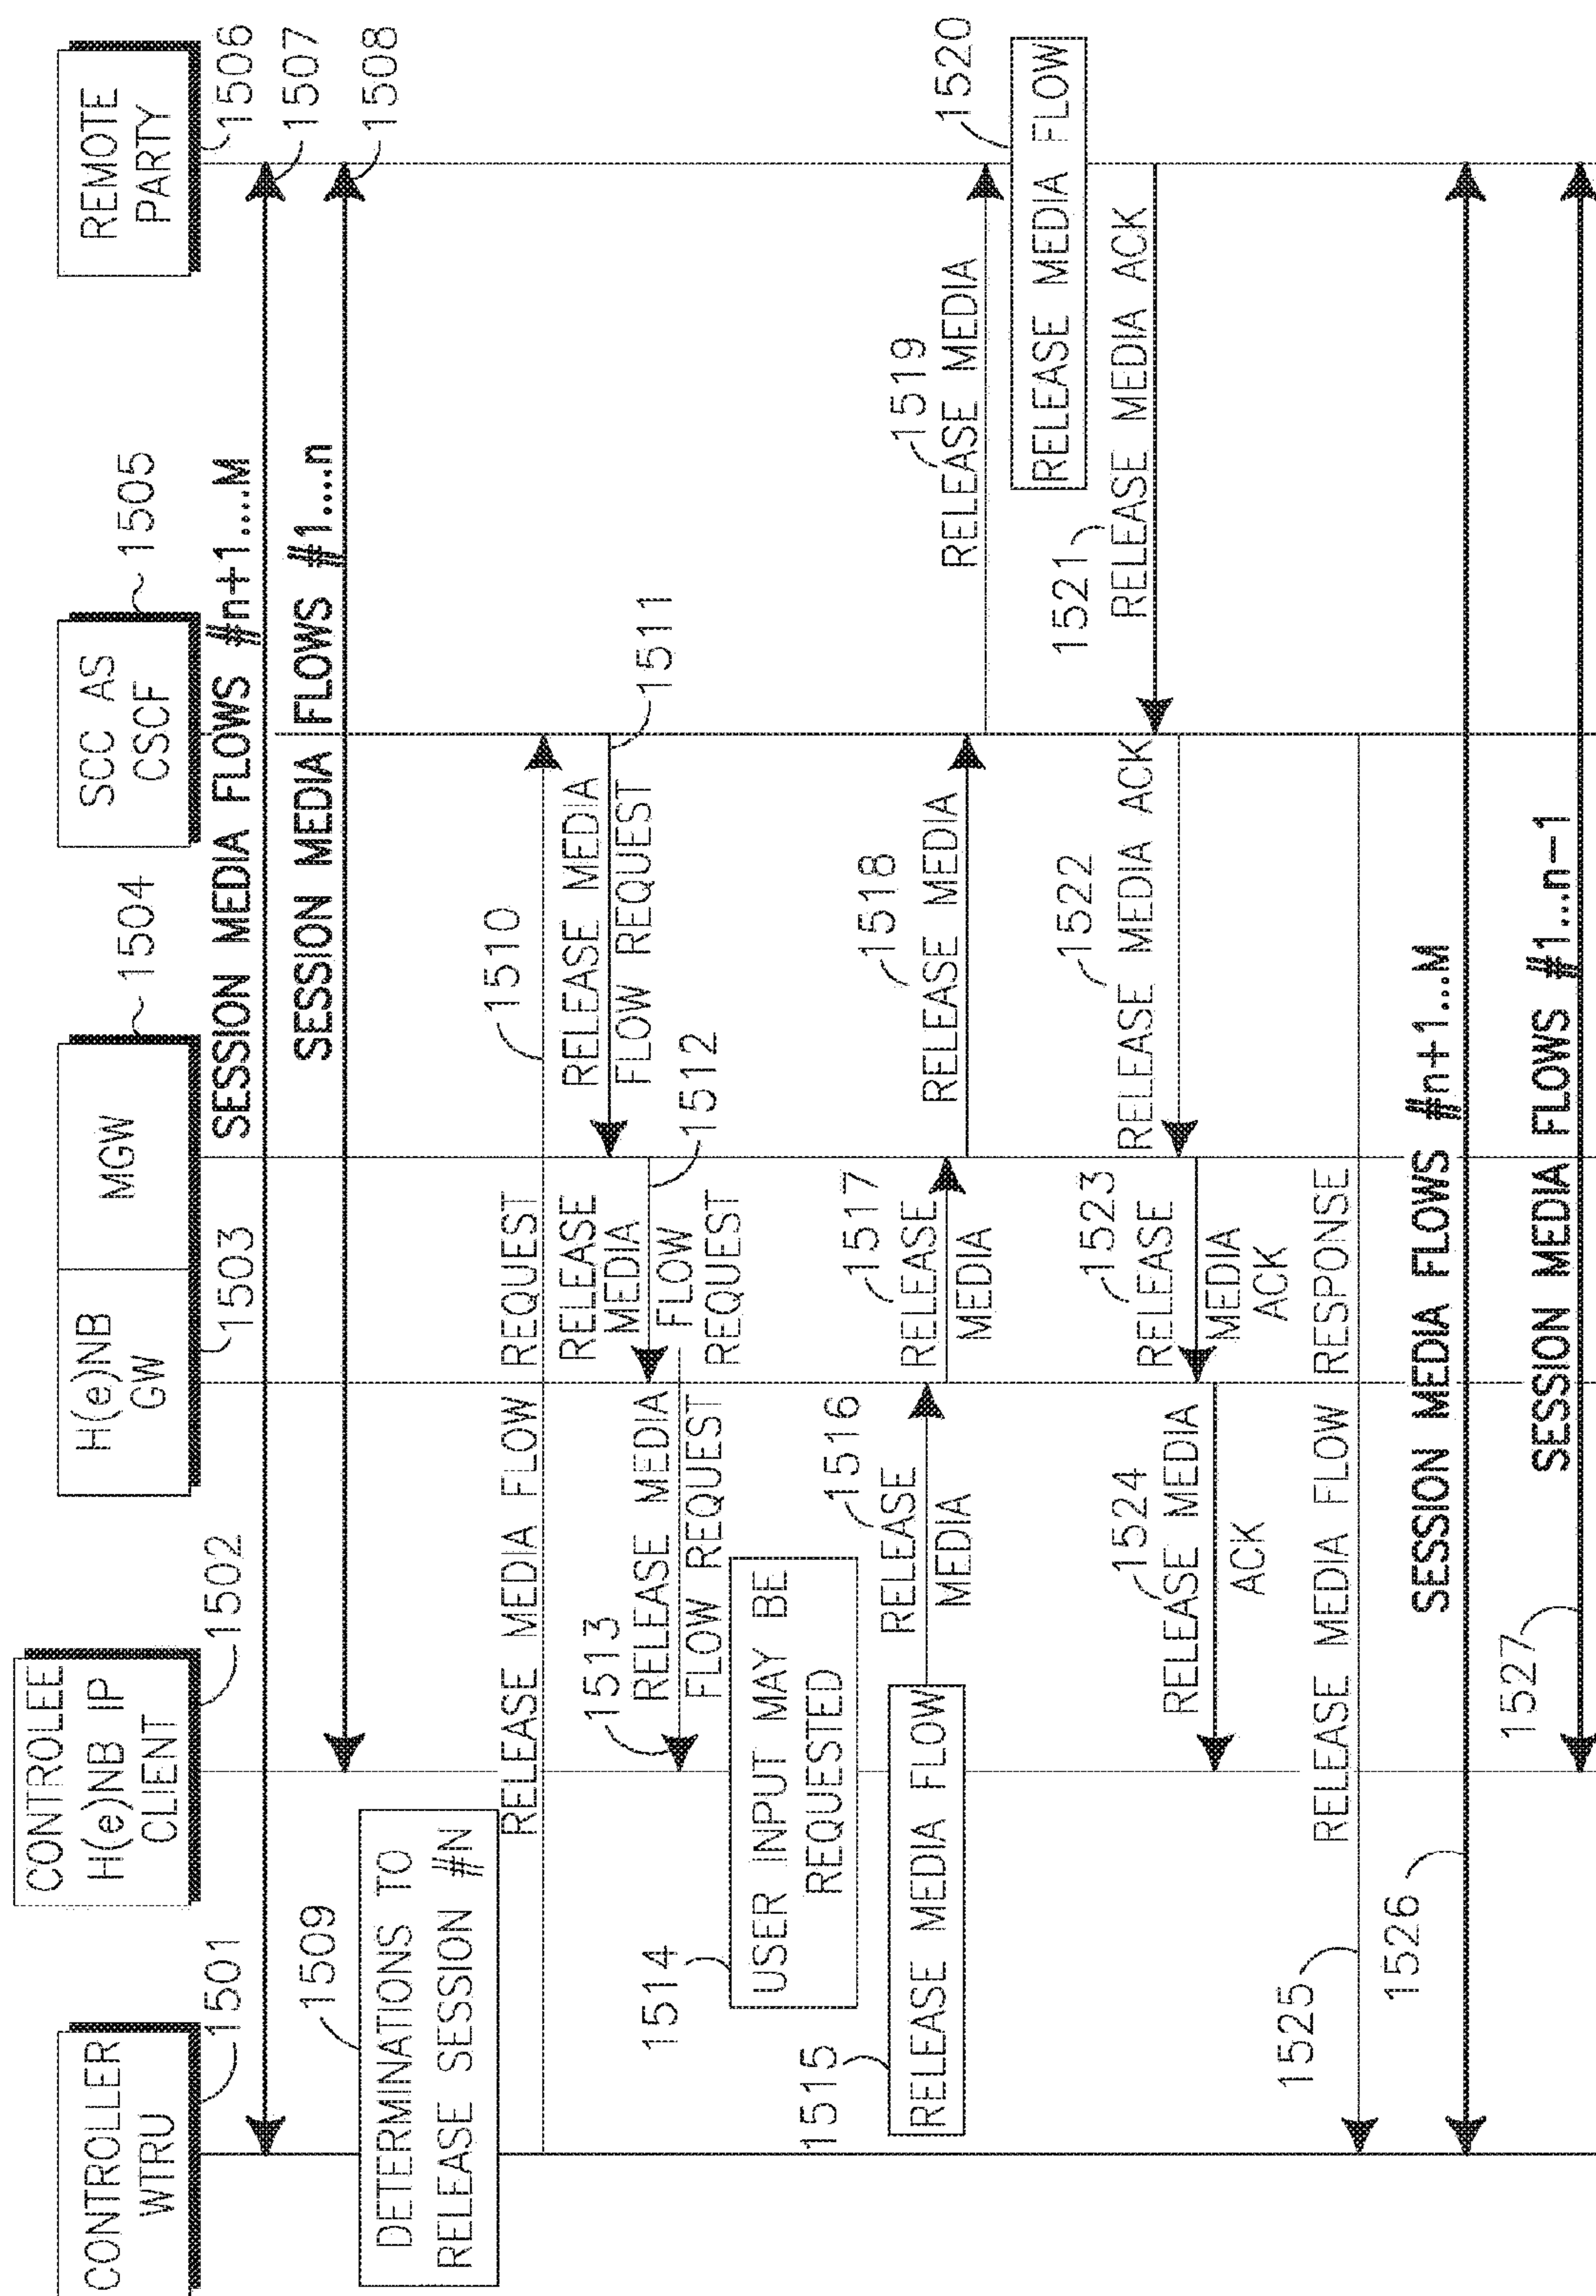 CONTROLLER
WTRU
1501
CONTROLEE
H(e)NB IP
CLIENT
1502
H(e)NB
GW
1503
MGW
1504
SCC AS
CSCF
1505
REMOTE
PARTY
1506
SESSION MEDIA FLOWS #n+1....M
1507
SESSION MEDIA FLOWS #1....n
1508
1509
DETERMINATIONS TO
RELEASE SESSION #N
RELEASE MEDIA FLOW REQUEST
1510
RELEASE MEDIA
FLOW REQUEST
1511
RELEASE
MEDIA
FLOW
REQUEST
1512
1513
RELEASE MEDIA
FLOW REQUEST
1514
USER INPUT MAY BE
REQUESTED
1515
RELEASE MEDIA FLOW
1516
RELEASE
MEDIA
1517
RELEASE
MEDIA
1518
RELEASE MEDIA
1519
RELEASE MEDIA
1520
RELEASE MEDIA FLOW
1521
RELEASE MEDIA ACK
1522
RELEASE MEDIA ACK
1523
RELEASE
MEDIA
ACK
1524
RELEASE MEDIA
ACK
RELEASE MEDIA FLOW RESPONSE
1525
SESSION MEDIA FLOWS #n+1...M
1526
SESSION MEDIA FLOWS #1...n-1
1527